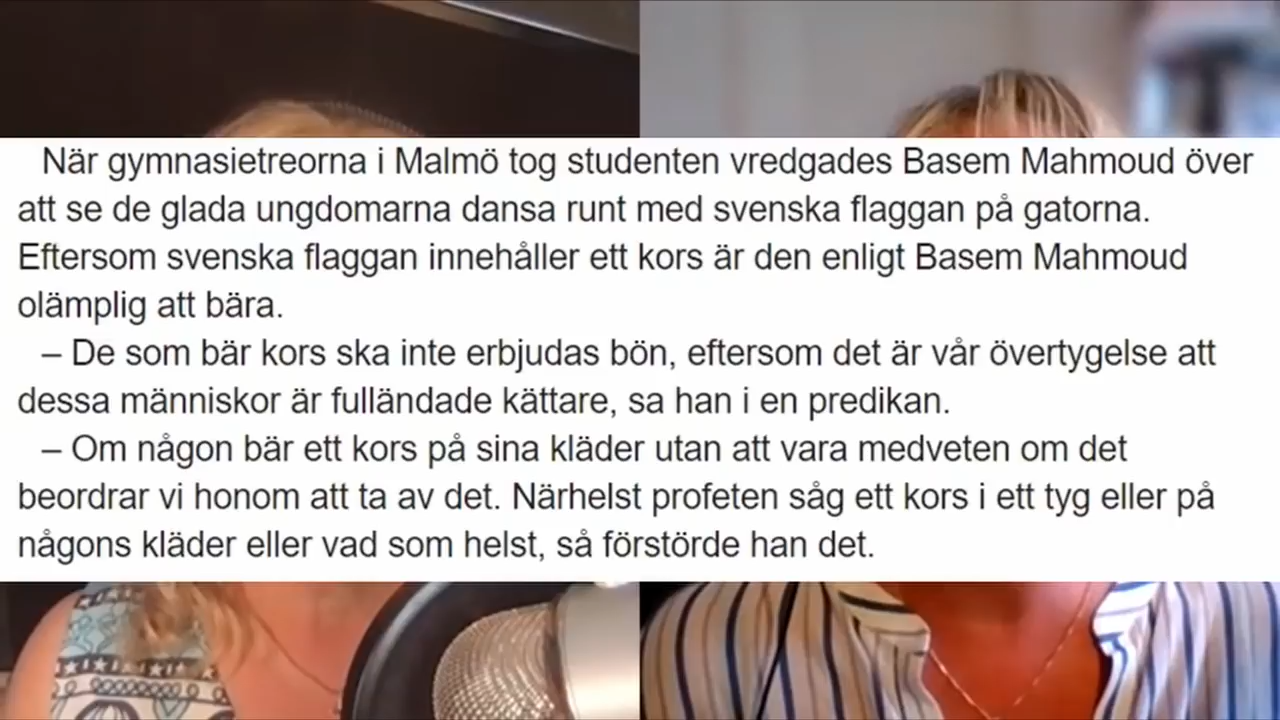 När gymnasietreorna i Malmö tog studenten vredgades Basem Mahmoud över
att se de glada ungdomarna dansa runt med svenska flaggan på gatorna.
Eftersom svenska flaggan innehåller ett kors är den enligt Basem Mahmoud
olämplig att bära.
– De som bär kors ska inte erbjudas bön, eftersom det är vår övertygelse att
dessa människor är fulländade kättare, sa han i en predikan.
– Om någon bär ett kors på sina kläder utan att vara medveten om det
beordrar vi honom att ta av det. Närhelst profeten såg ett kors i ett tyg eller på
någons kläder eller vad som helst, så förstörde han det.